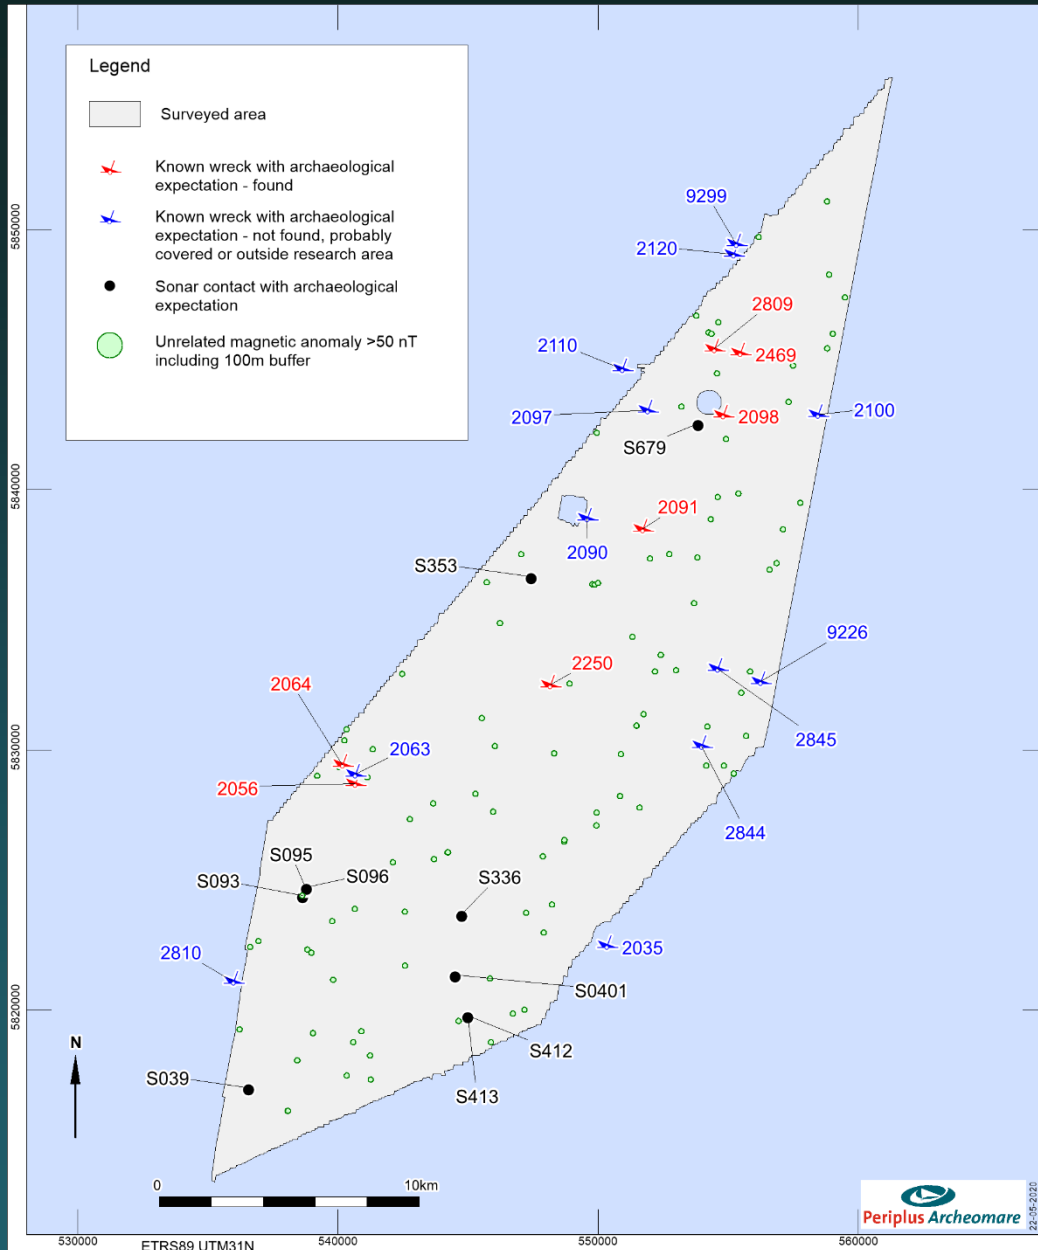 Legend
Surveyed area
Known wreck with archaeological
expectation - found
Known wreck with archaeological
expectation - not found, probably
covered or outside research area
Sonar contact with archaeological
expectation
Unrelated magnetic anomaly >50 nT
including 100m buffer
9299
2120
2809
2110
2469
2097
2098
2100
S679
2091
2090
S353
9226
2250
2064
2063
2845
2056
2844
S095
S096
S093
S336
2810
2035
S0401
S412
S039
S413
N
0
10km
5850000
5840000
5830000
5820000
530000
540000
550000
560000
ETRS89 UTM31N
Periplus Archeomare
22-05-2020